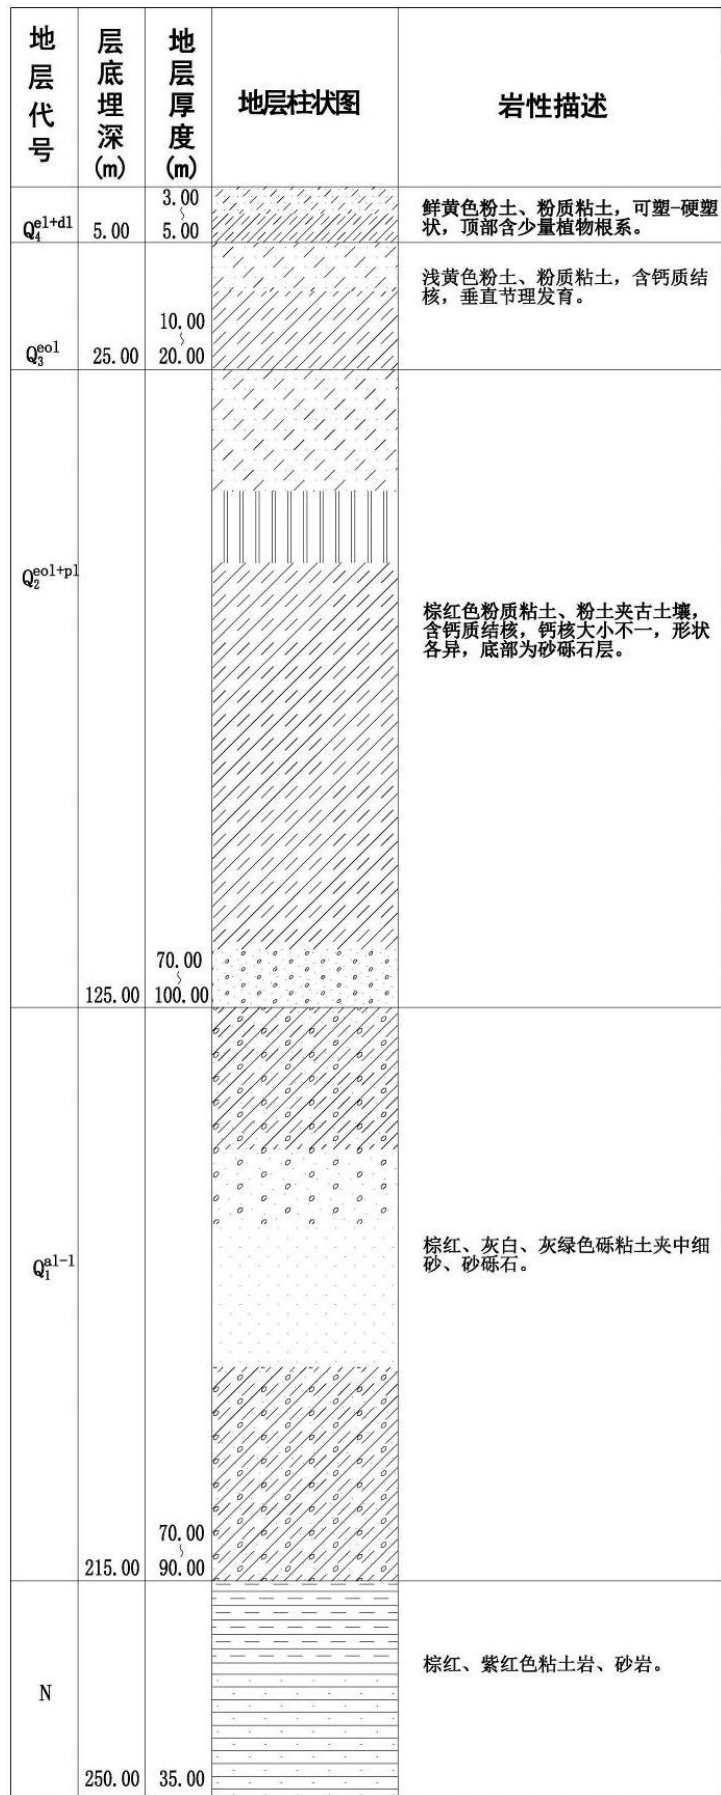 地层代号
层底埋深(m)
地层厚度(m)
地层柱状图
岩性描述
Q₄ᵉˡ⁺ᵈˡ
5.00
3.00
~
5.00
鲜黄色粉土、粉质粘土，可塑-硬塑
状，顶部含少量植物根系。
Q₃ᵉᵒˡ
25.00
10.00
~
20.00
浅黄色粉土、粉质粘土，含钙质结
核，垂直节理发育。
Q₂ᵉᵒˡ⁺ᵖˡ
125.00
70.00
~
100.00
棕红色粉质粘土、粉土夹古土壤，
含钙质结核，钙核大小不一，形状
各异，底部为砂砾石层。
Q₁ᵃˡ⁻ˡ
215.00
70.00
~
90.00
棕红、灰白、灰绿色砾粘土夹中细
砂、砂砾石。
N
250.00
35.00
棕红、紫红色粘土岩、砂岩。